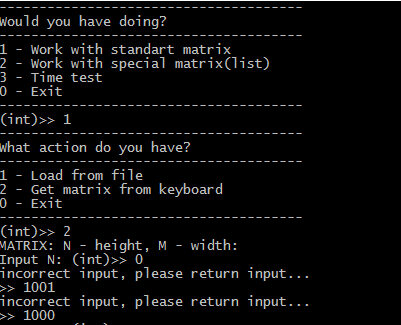 ---------------------------------------
Would you have doing?
---------------------------------------
1 - Work with standart matrix
2 - Work with special matrix(list)
3 - Time test
0 - Exit
---------------------------------------
(int)>> 1
---------------------------------------
What action do you have?
---------------------------------------
1 - Load from file
2 - Get matrix from keyboard
0 - Exit
---------------------------------------
(int)>> 2
MATRIX: N - height, M - width:
Input N: (int)>> 0
incorrect input, please return input...
>> 1001
incorrect input, please return input...
>> 1000